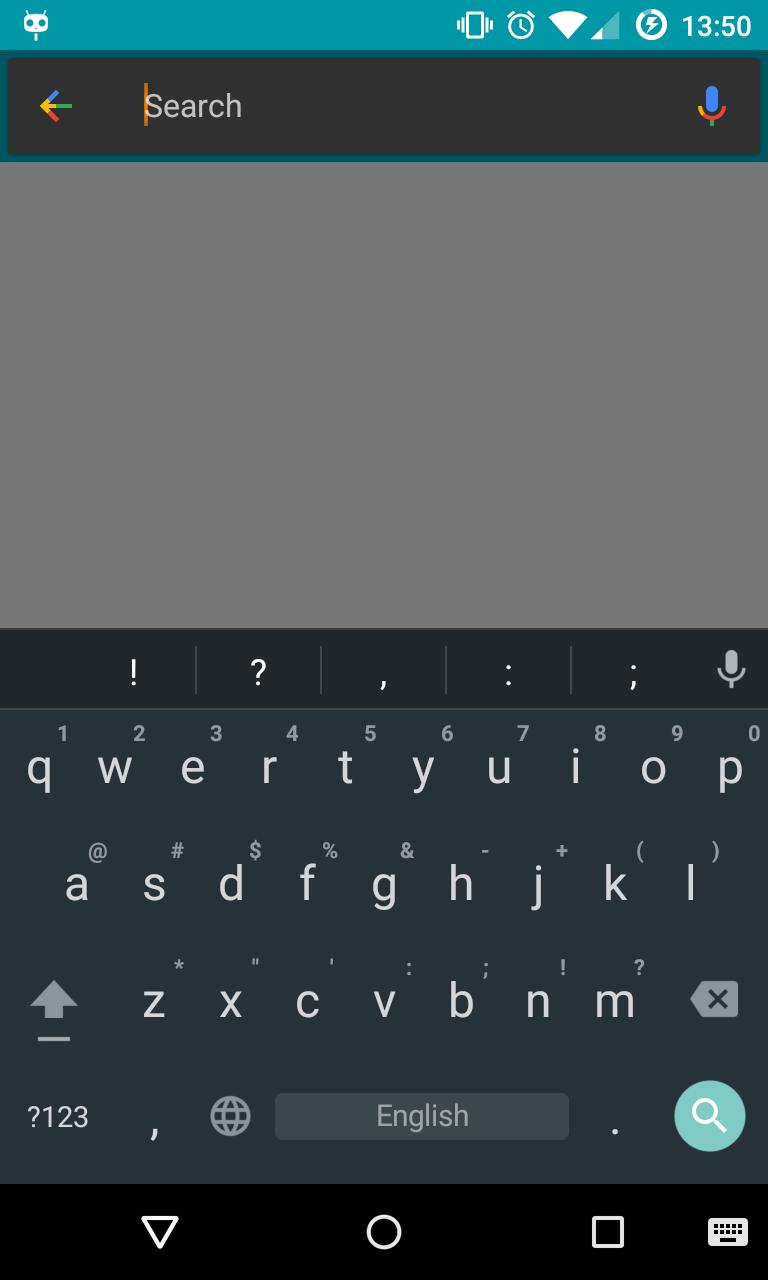 13:50
Search
! ? , : ;
1 2 3 4 5 6 7 8 9 0
q w e r t y u i o p
@ # $ % & - + ( )
a s d f g h j k l
* " ' : ; ! ?
z x c v b n m
?123 , English .